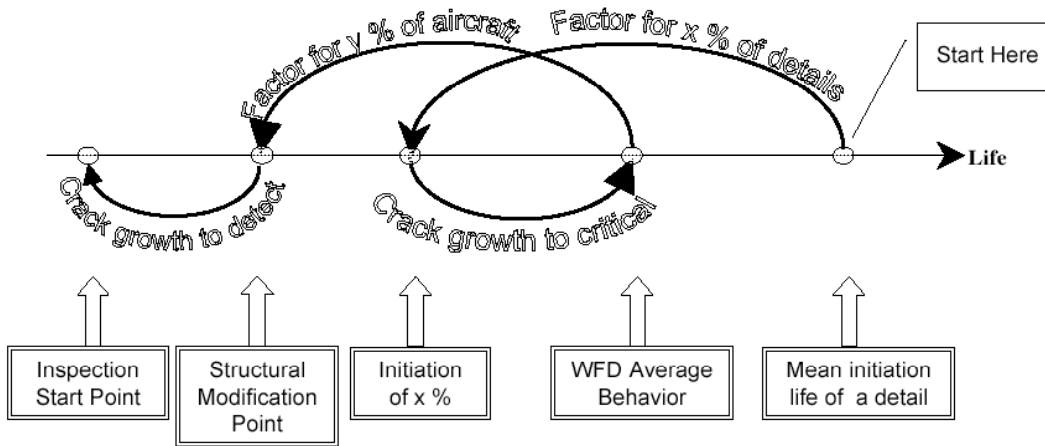 Factor for y % of aircraft
Factor for x % of details
Start Here
Life
Crack growth to detect
Crack growth to critical
Inspection
Start Point
Structural
Modification
Point
Initiation
of x %
WFD Average
Behavior
Mean initiation
life of a detail